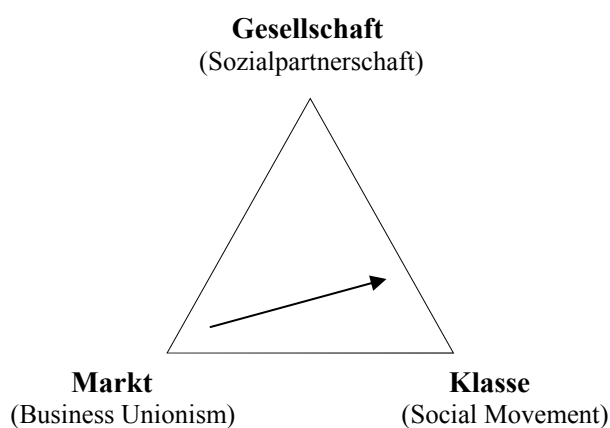 Gesellschaft
(Sozialpartnerschaft)
Markt
(Business Unionism)
Klasse
(Social Movement)